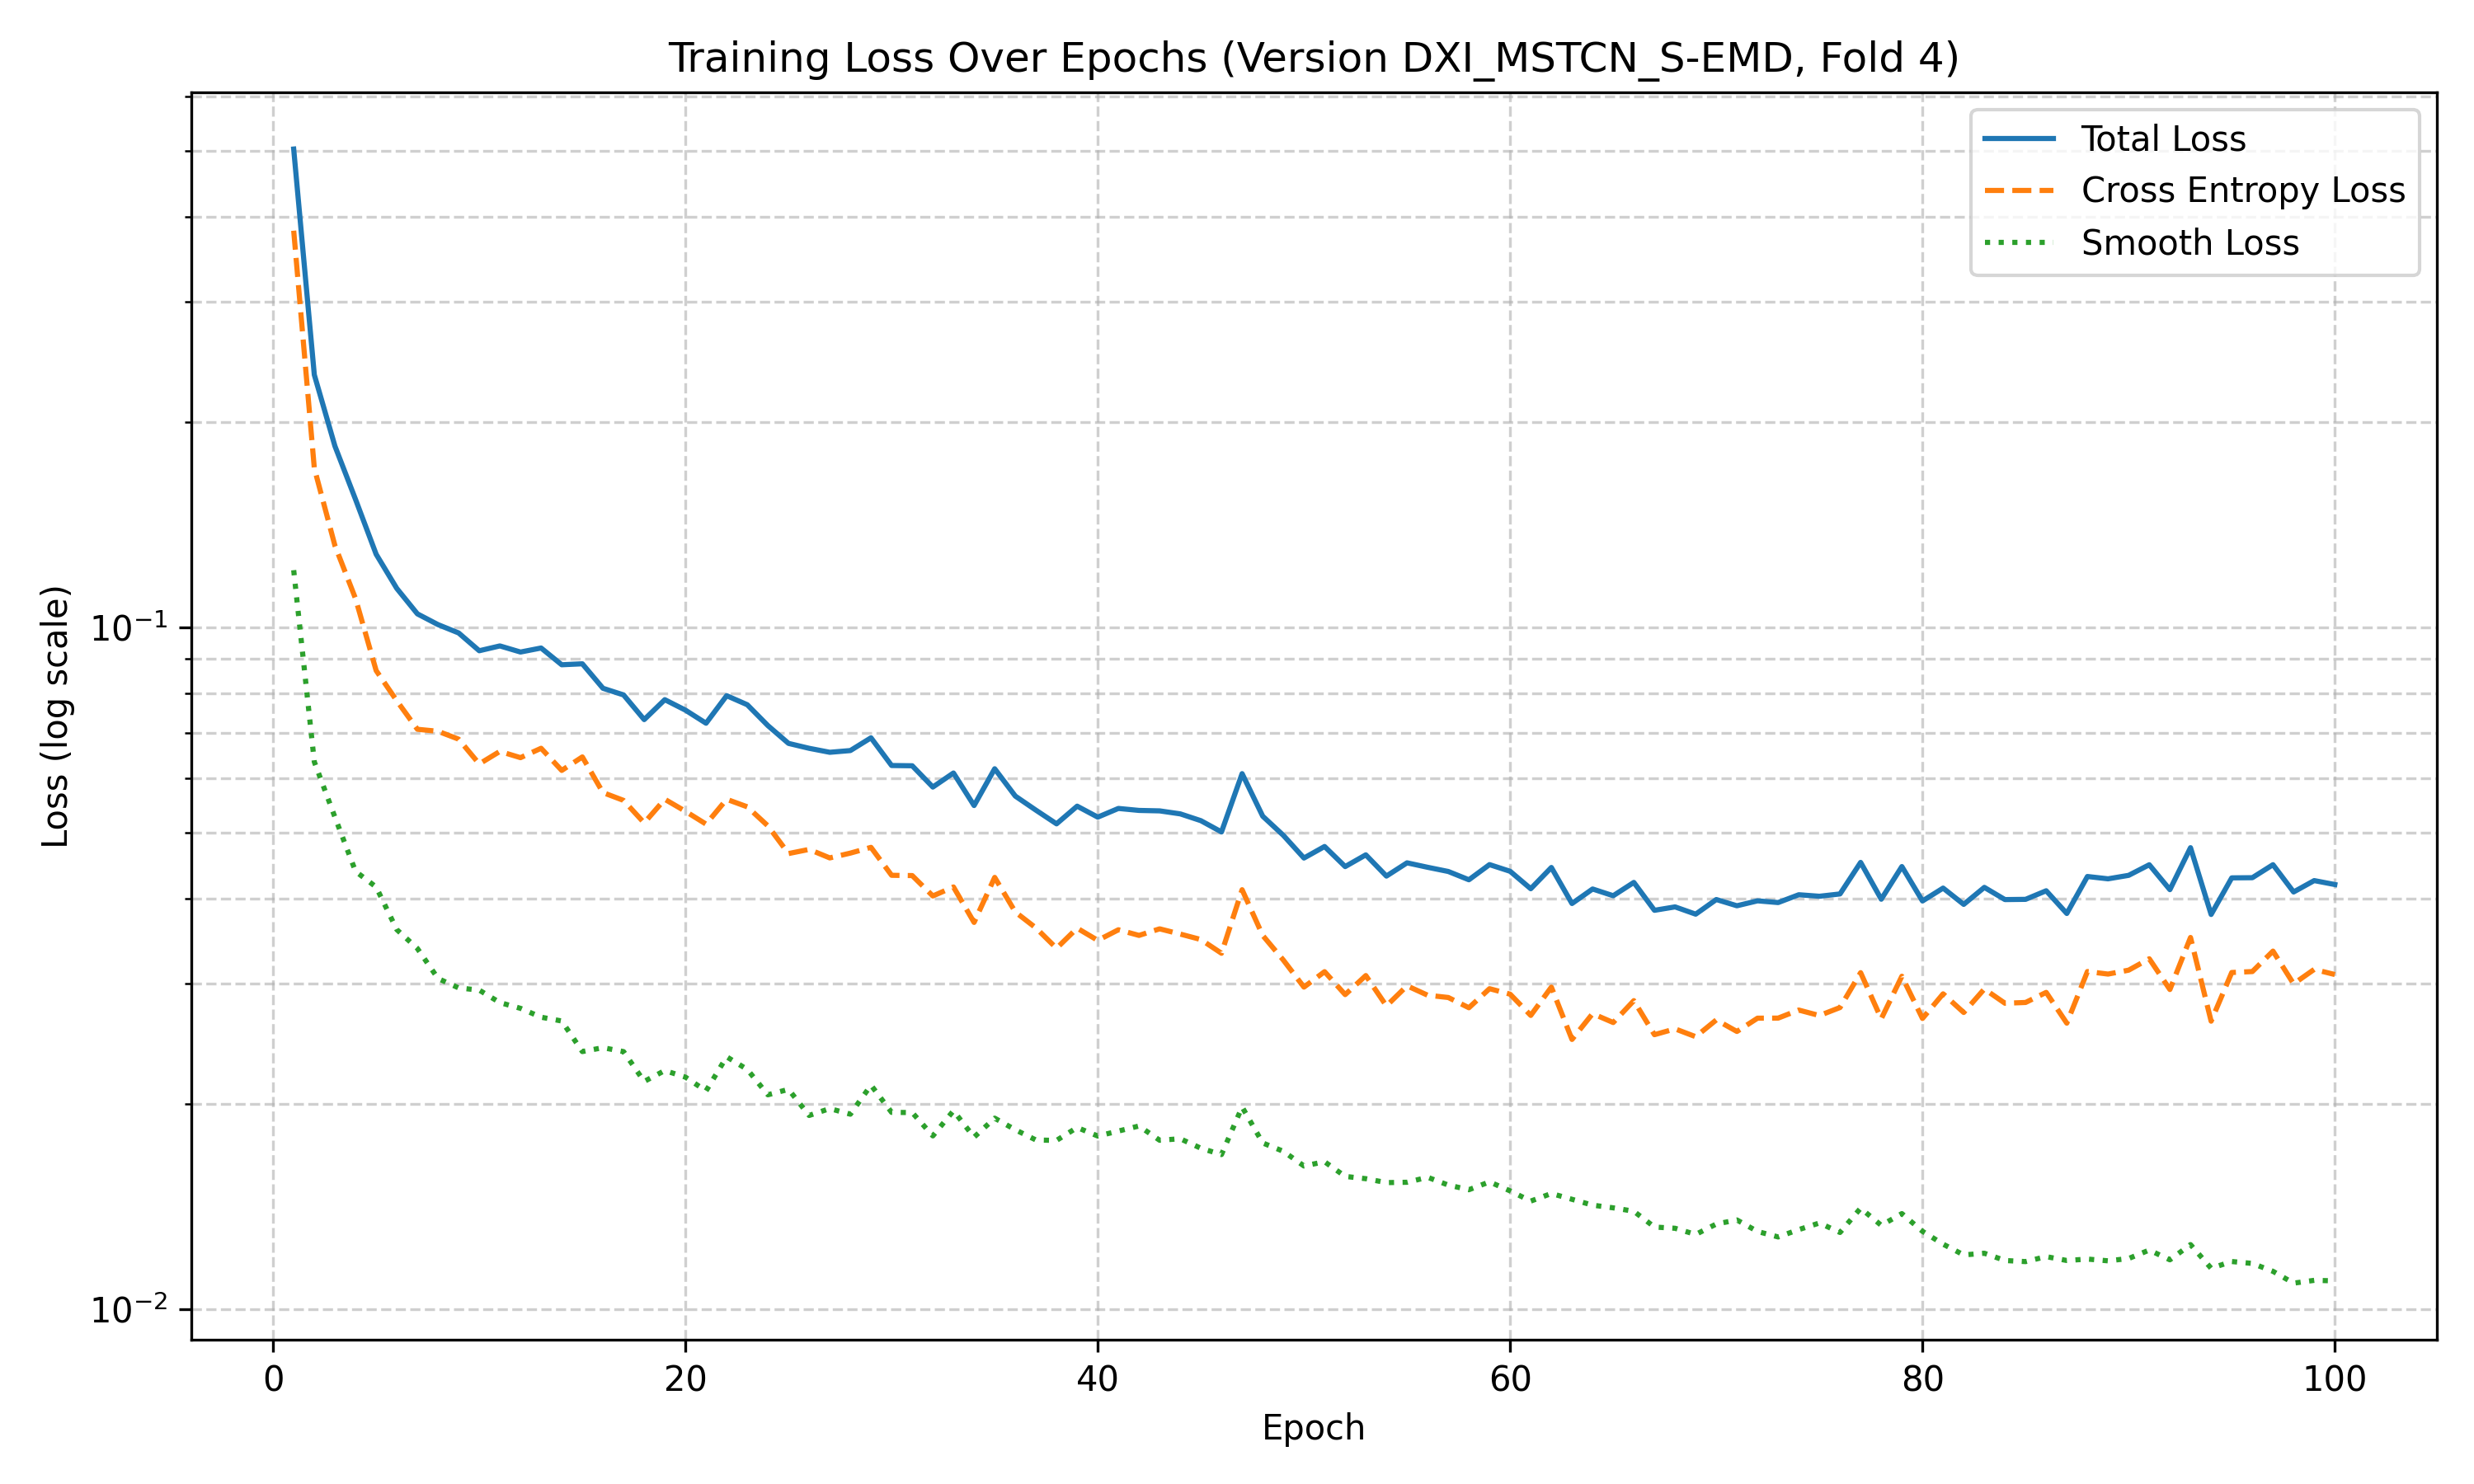 Training Loss Over Epochs (Version DXI_MSTCN_S-EMD, Fold 4)
Total Loss
Cross Entropy Loss
Smooth Loss
Loss (log scale)
10⁻¹
10⁻²
0 20 40 60 80 100
Epoch